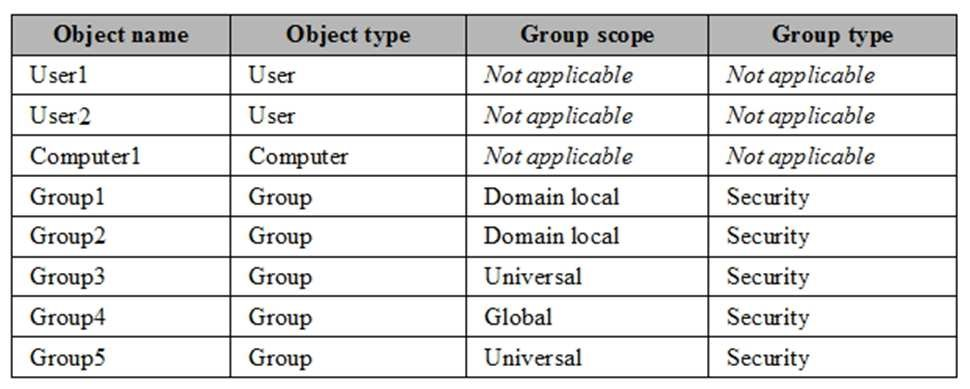 Object name Object type Group scope Group type
User1 User Not applicable Not applicable
User2 User Not applicable Not applicable
Computer1 Computer Not applicable Not applicable
Group1 Group Domain local Security
Group2 Group Domain local Security
Group3 Group Universal Security
Group4 Group Global Security
Group5 Group Universal Security